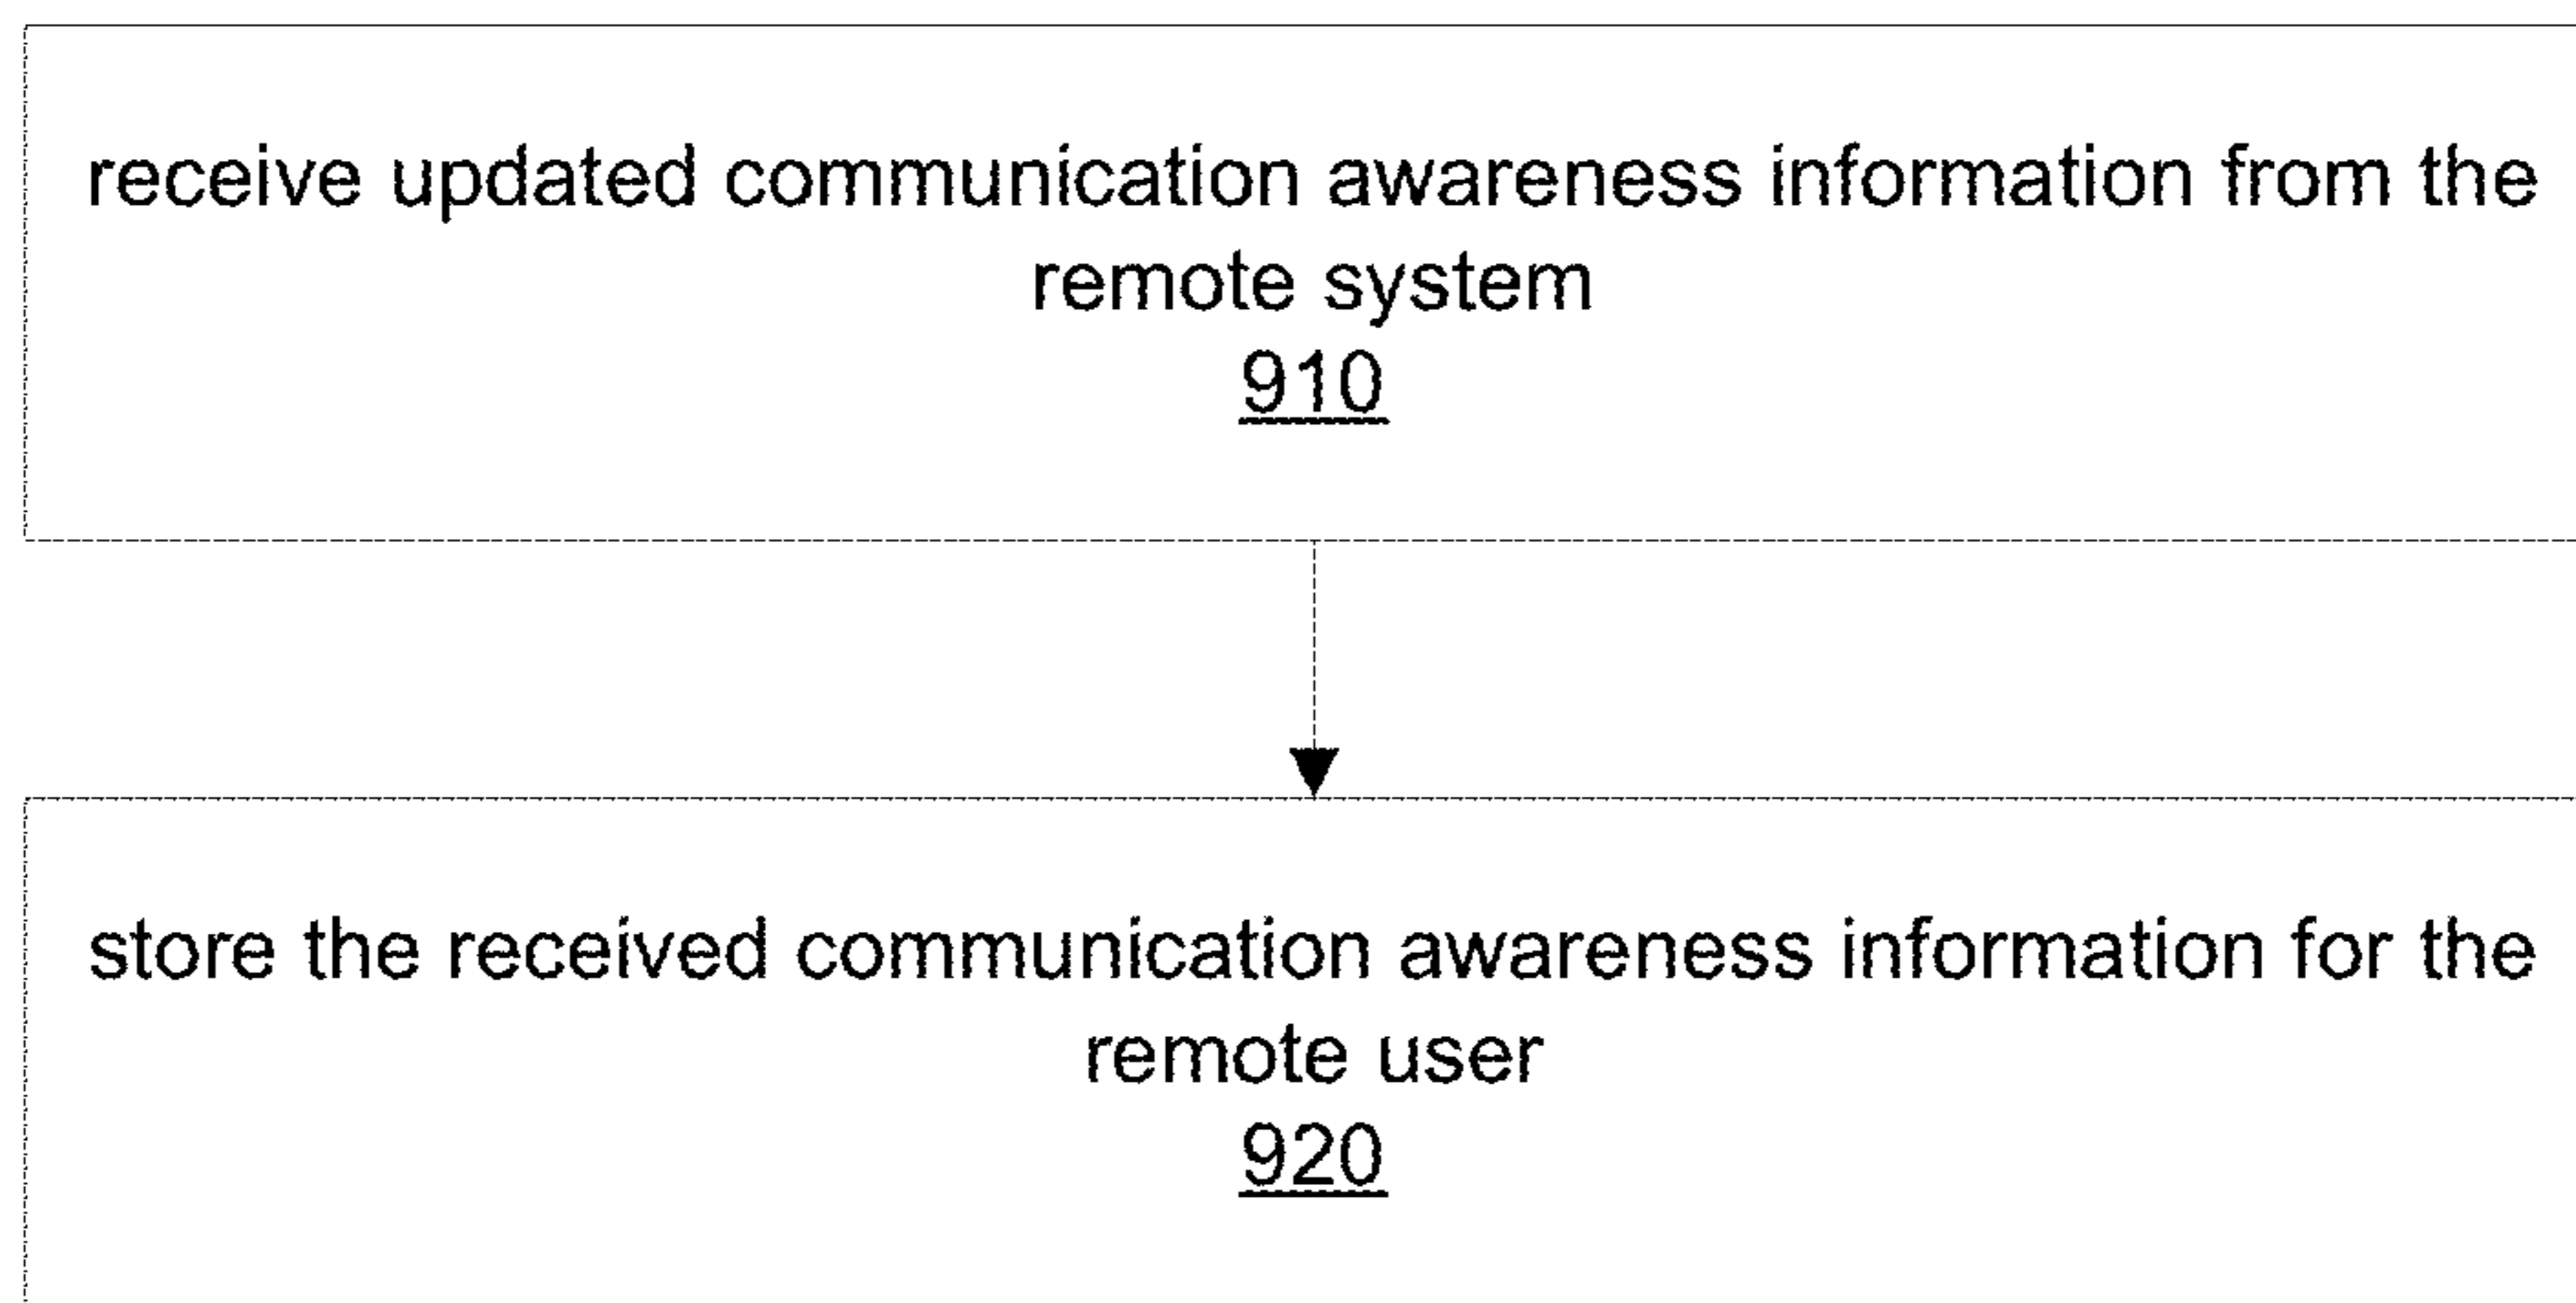 receive updated communication awareness information from the
remote system
910
store the received communication awareness information for the
remote user
920